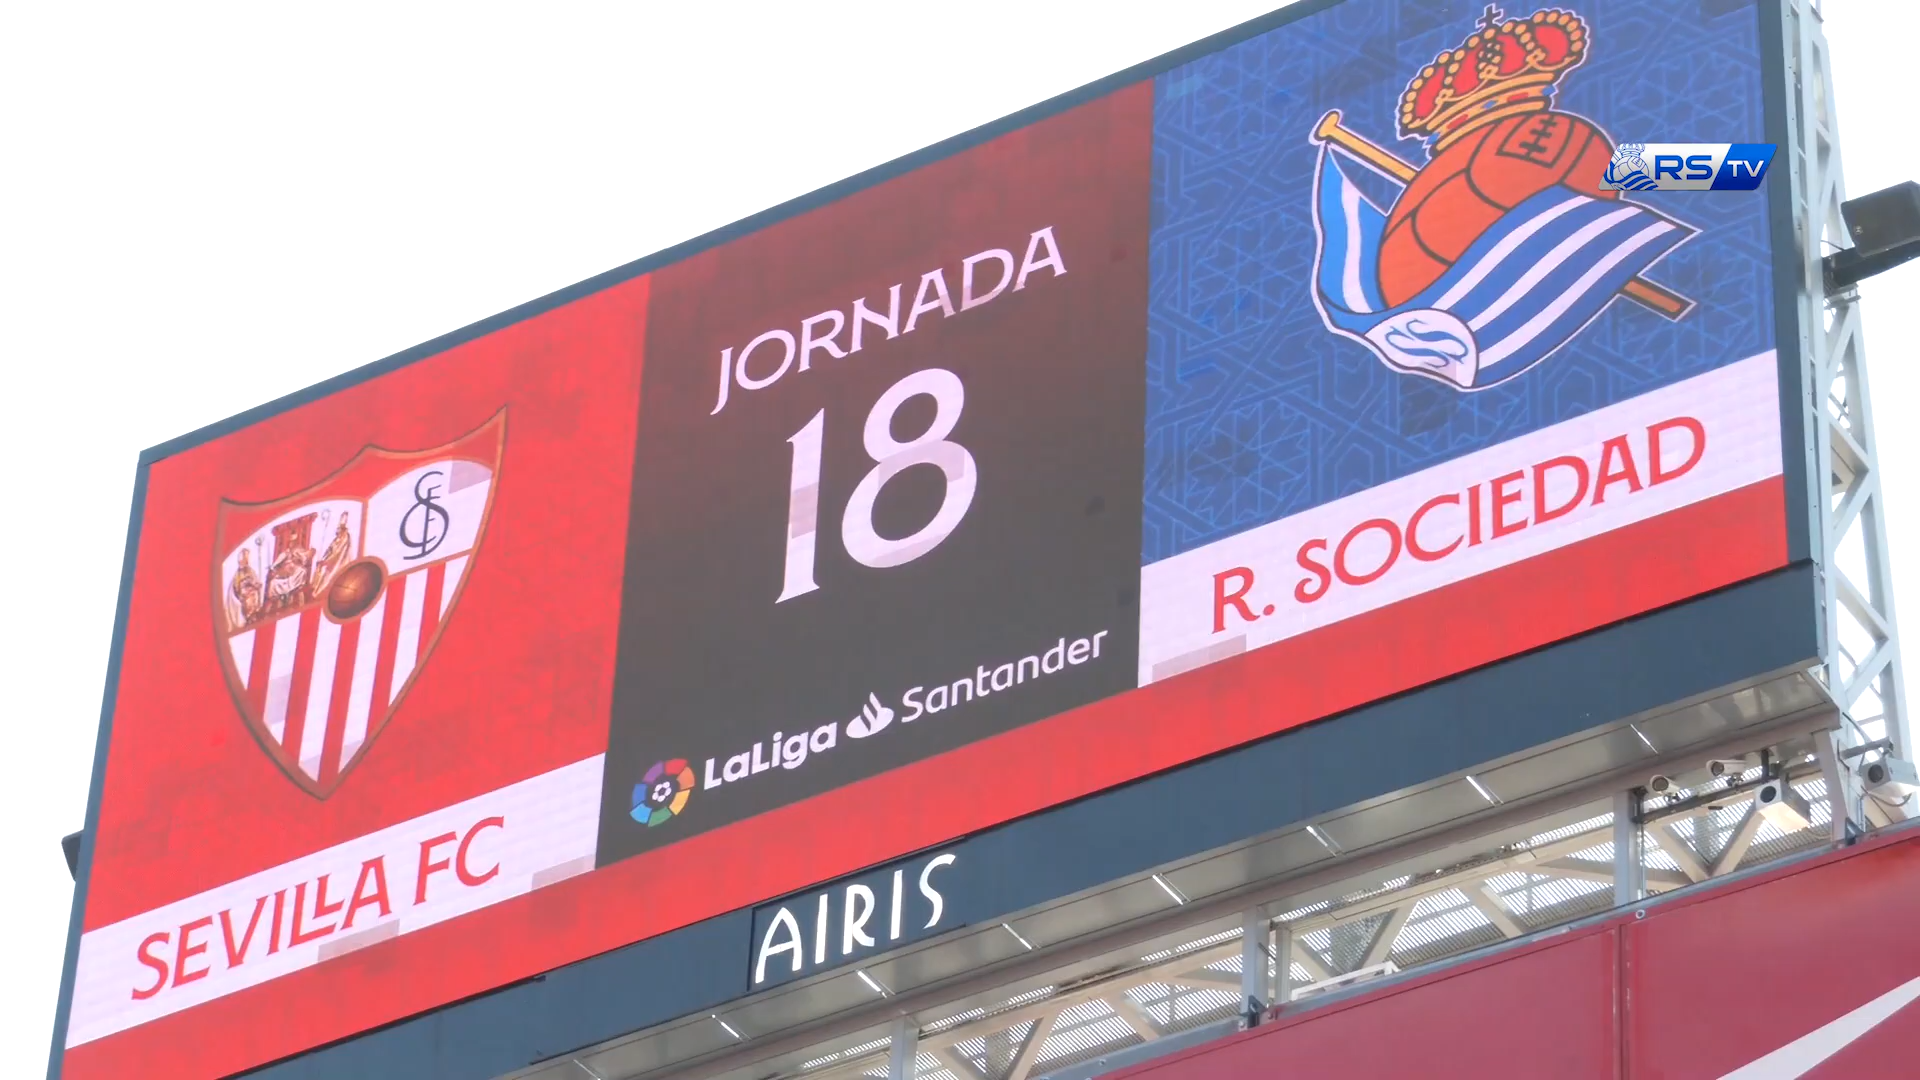 RS TV
JORNADA
18
LaLiga Santander
SEVILLA FC
R. SOCIEDAD
AIRIS